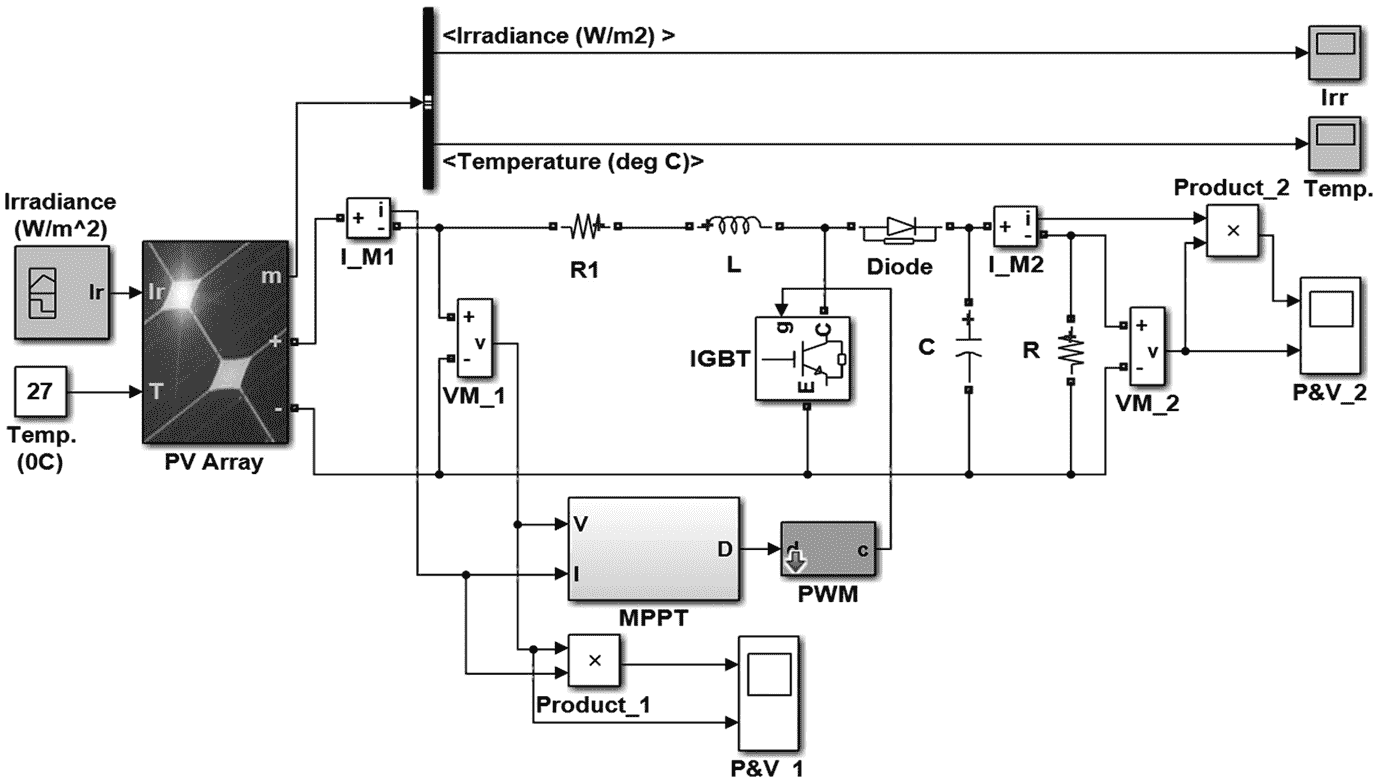 <Irradiance (W/m2) >
Irr
<Temperature (deg C)>
Temp.
Product_2
×
Irradiance
(W/m^2)
Ir
Ir
m
+
-
T
PV Array
27
Temp.
(0C)
+
i
-
I_M1
R1
+
L
+
Diode
+
i
-
I_M2
+
-
v
VM_1
g
C
E
IGBT
+
C
+
R
+
-
v
VM_2
P&V_2
V
I
D
MPPT
d
c
PWM
×
Product_1
P&V_1